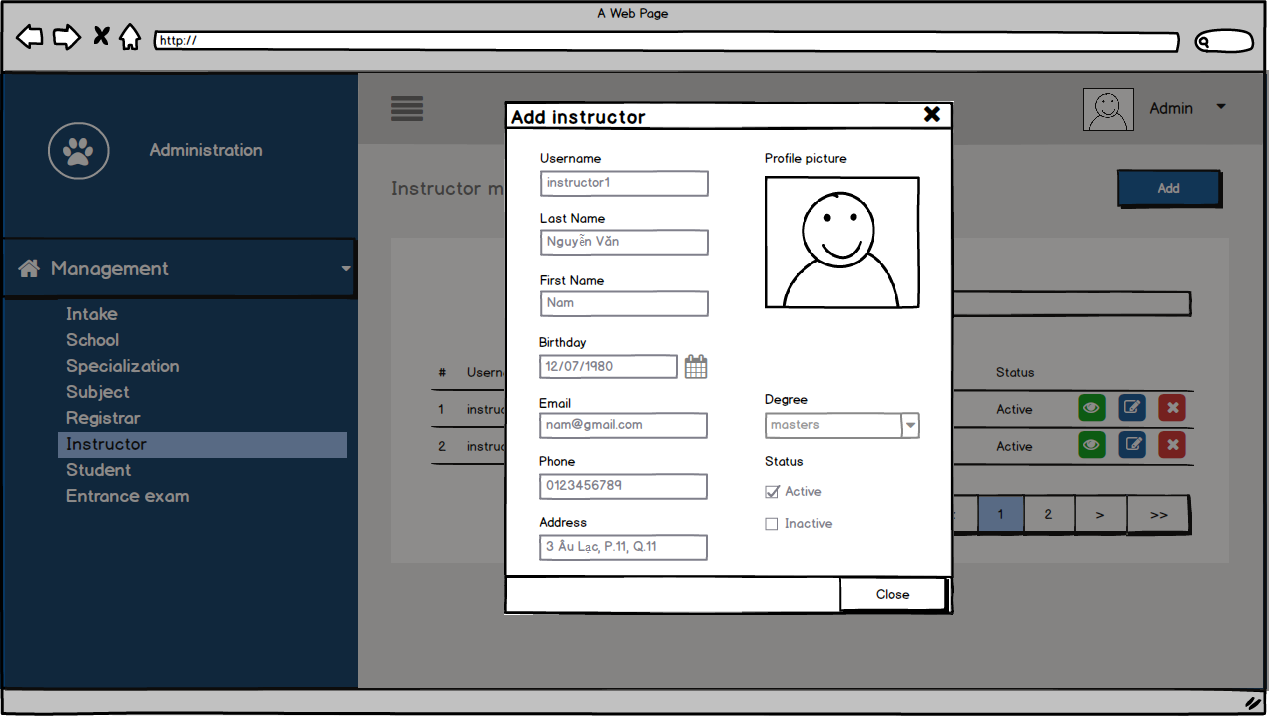 A Web Page
http://
Administration
Admin
Management
Intake
School
Specialization
Subject
Registrar
Instructor
Student
Entrance exam
Instructor m
Add
# Usern Status
1 instruc Active
2 instruc Active
1 2 > >>
Add instructor
Username
instructor1
Last Name
Nguyễn Văn
First Name
Nam
Birthday
12/07/1980
Email
nam@gmail.com
Phone
0123456789
Address
3 Âu Lạc, P.11, Q.11
Profile picture
Degree
masters
Status
Active
Inactive
Close